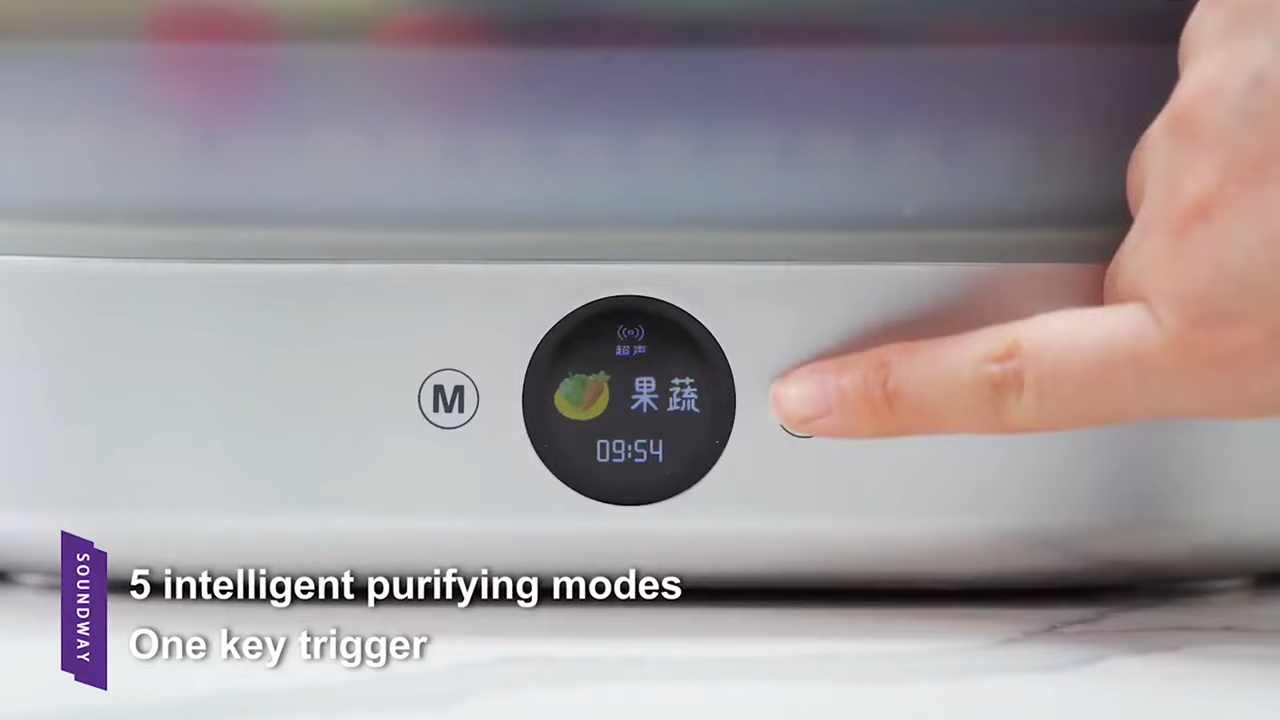 超声
果蔬
09:54
M
SOUNDWAY
5 intelligent purifying modes
One key trigger